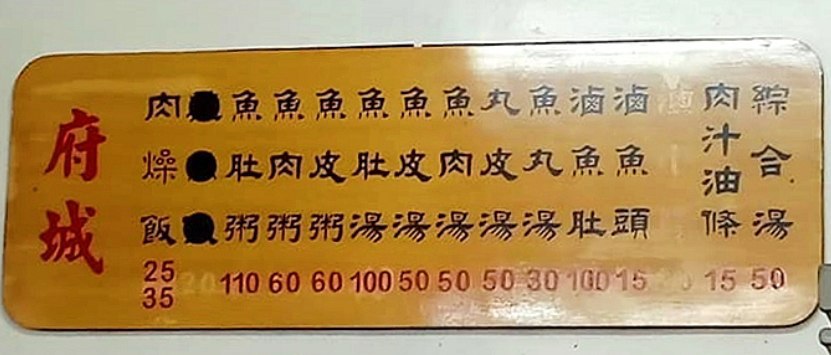 府城
肉燥飯
25
35
魚肚粥
110
魚肉粥
60
魚皮粥
60
魚肚湯
100
魚皮湯
50
魚肉湯
50
丸皮湯
50
魚丸湯
30
滷魚肚
100
滷魚頭
15
肉汁油條
15
綜合湯
50